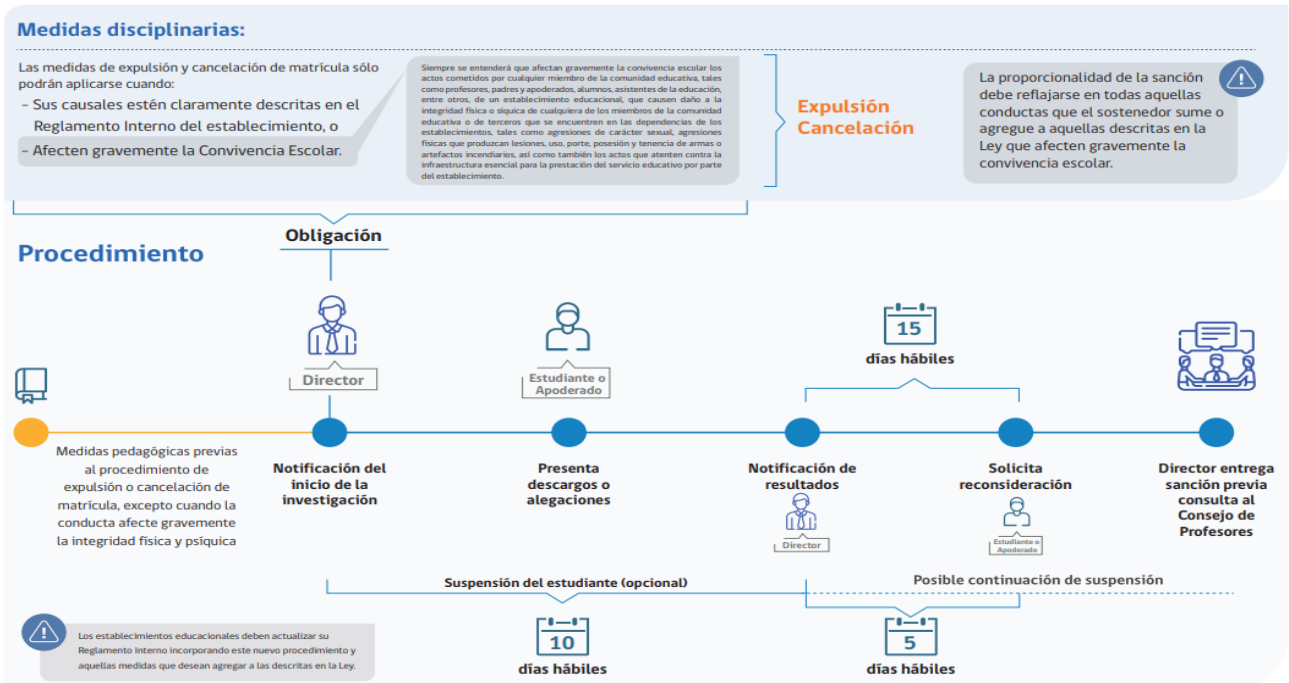 Medidas disciplinarias:
Las medidas de expulsión y cancelación de matrícula sólo
podrán aplicarse cuando:
- Sus causales estén claramente descritas en el
Reglamento Interno del establecimiento, o
- Afecten gravemente la Convivencia Escolar.
Siempre se entenderá que afectan gravemente la convivencia escolar los
actos cometidos por cualquier miembro de la comunidad educativa, tales
como profesores, padres y apoderados, alumnos, asistentes de la educación,
entre otros, de un establecimiento educacional, que causen daño a la
integridad física o síquica de cualquiera de los miembros de la comunidad
educativa o de terceros que se encuentren en las dependencias de los
establecimientos, tales como agresiones de carácter sexual, agresiones
físicas que produzcan lesiones, uso, porte, posesión y tenencia de armas o
artefactos incendiarios, así como también los actos que atenten contra la
infraestructura esencial para la prestación del servicio educativo por parte
del establecimiento.
Expulsión
Cancelación
La proporcionalidad de la sanción
debe reflajarse en todas aquellas
conductas que el sostenedor sume o
agregue a aquellas descritas en la
Ley que afecten gravemente la
convivencia escolar.
Obligación
Procedimiento
Director
Estudiante o
Apoderado
15
días hábiles
Medidas pedagógicas previas
al procedimiento de
expulsión o cancelación de
matrícula, excepto cuando la
conducta afecte gravemente
la integridad física y psíquica
Notificación del
inicio de la
investigación
Presenta
descargos o
alegaciones
Notificación de
resultados
Director
Solicita
reconsideración
Estudiante o
Apoderado
Director entrega
sanción previa
consulta al
Consejo de
Profesores
Suspensión del estudiante (opcional)
Posible continuación de suspensión
10
días hábiles
5
días hábiles
Los establecimientos educacionales deben actualizar su
Reglamento Interno incorporando este nuevo procedimiento y
aquellas medidas que desean agregar a las descritas en la Ley.